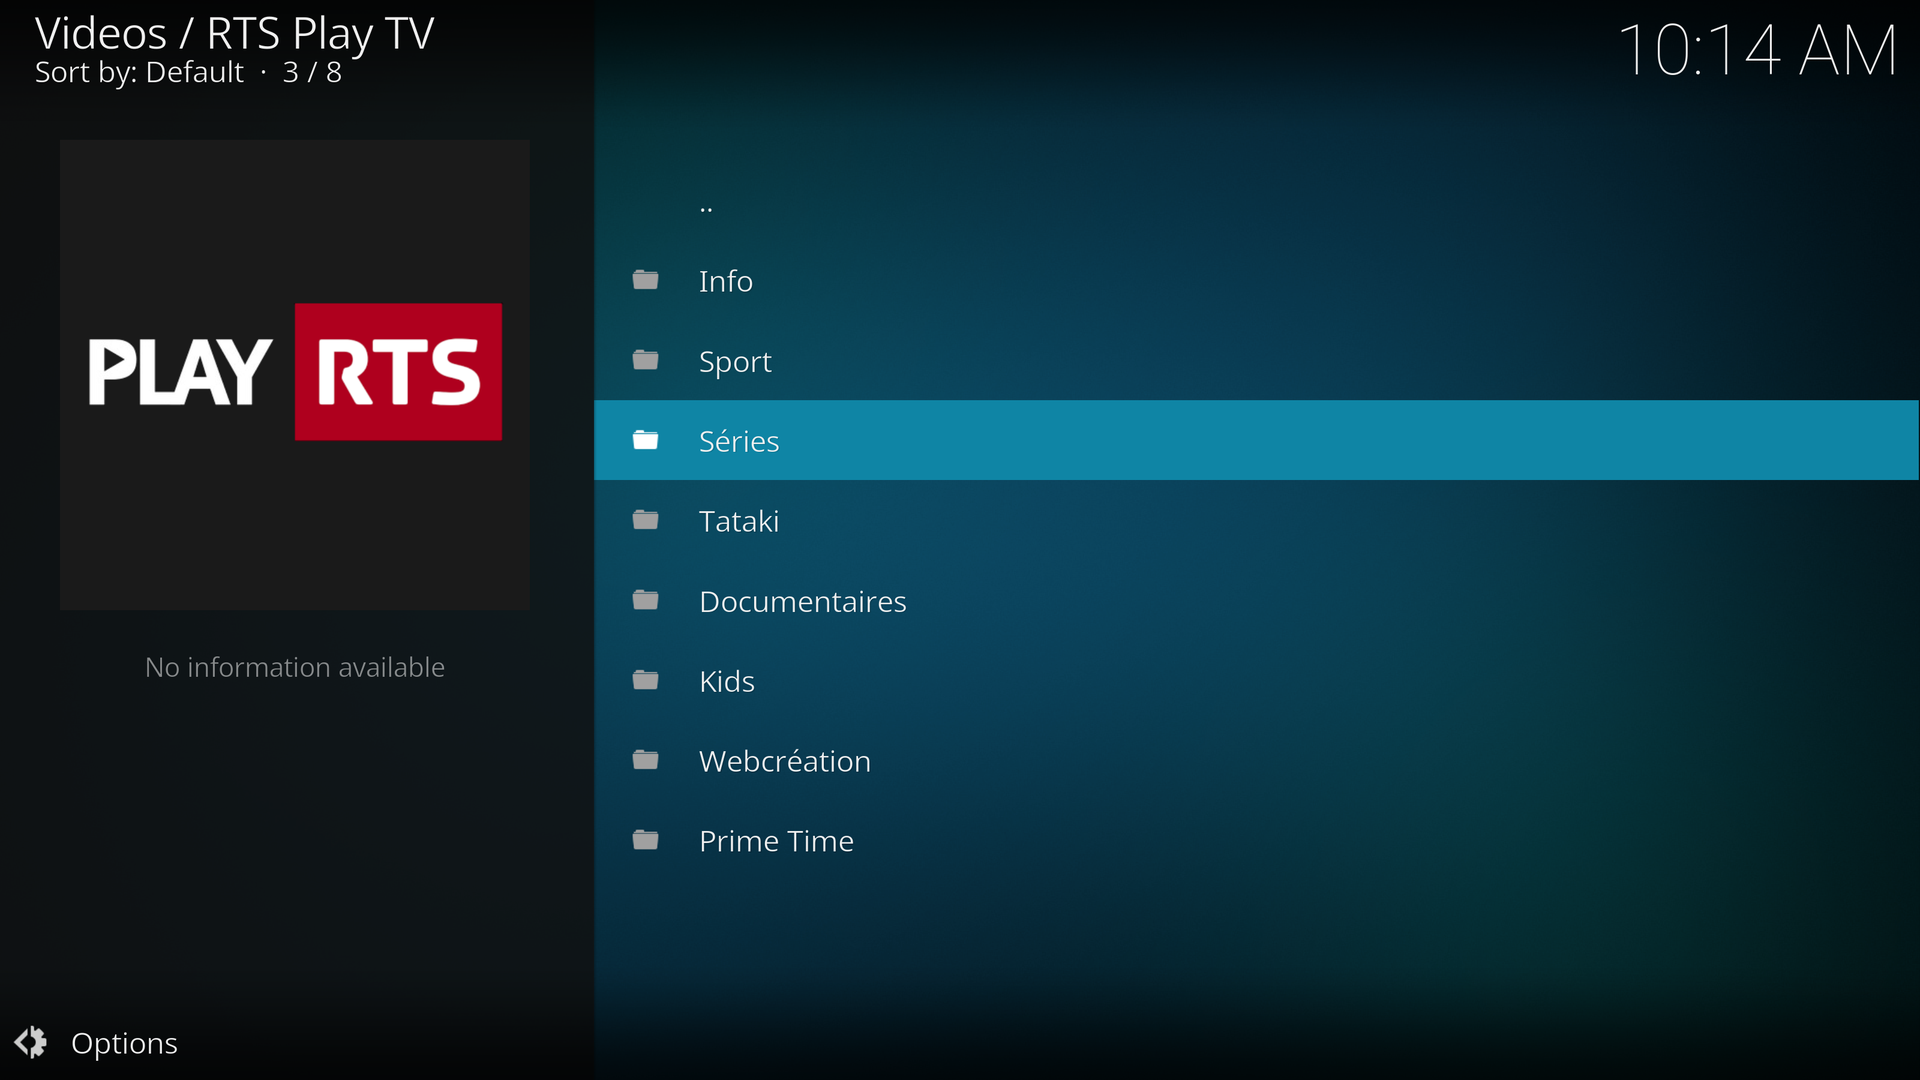 Videos / RTS Play TV
Sort by: Default · 3 / 8
10:14 AM
PLAY RTS
No information available
..
Info
Sport
Séries
Tataki
Documentaires
Kids
Webcréation
Prime Time
Options